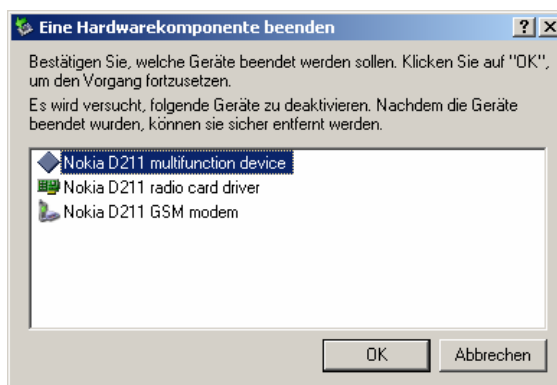 Eine Hardwarekomponente beenden
Bestätigen Sie, welche Geräte beendet werden sollen. Klicken Sie auf "OK",
um den Vorgang fortzusetzen.
Es wird versucht, folgende Geräte zu deaktivieren. Nachdem die Geräte
beendet wurden, können sie sicher entfernt werden.
Nokia D211 multifunction device
Nokia D211 radio card driver
Nokia D211 GSM modem
OK
Abbrechen